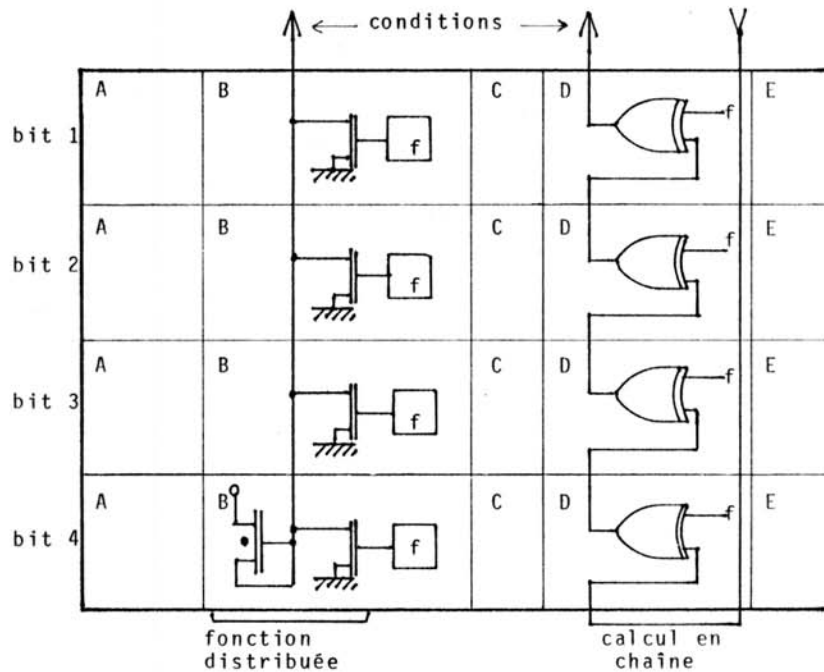 conditions
A B C D E
bit 1 f f
A B C D E
bit 2 f f
A B C D E
bit 3 f f
A B C D E
bit 4 f f
fonction calcul en
distribuée chaîne